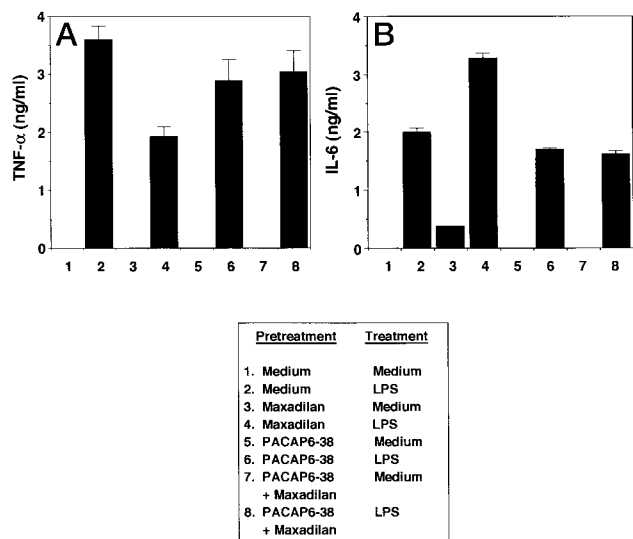 A
TNF-α (ng/ml)
4
3
2
1
0
1 2 3 4 5 6 7 8
B
IL-6 (ng/ml)
4
3
2
1
0
1 2 3 4 5 6 7 8
Pretreatment Treatment
1. Medium Medium
2. Medium LPS
3. Maxadilan Medium
4. Maxadilan LPS
5. PACAP6-38 Medium
6. PACAP6-38 LPS
7. PACAP6-38 Medium
+ Maxadilan
8. PACAP6-38 LPS
+ Maxadilan